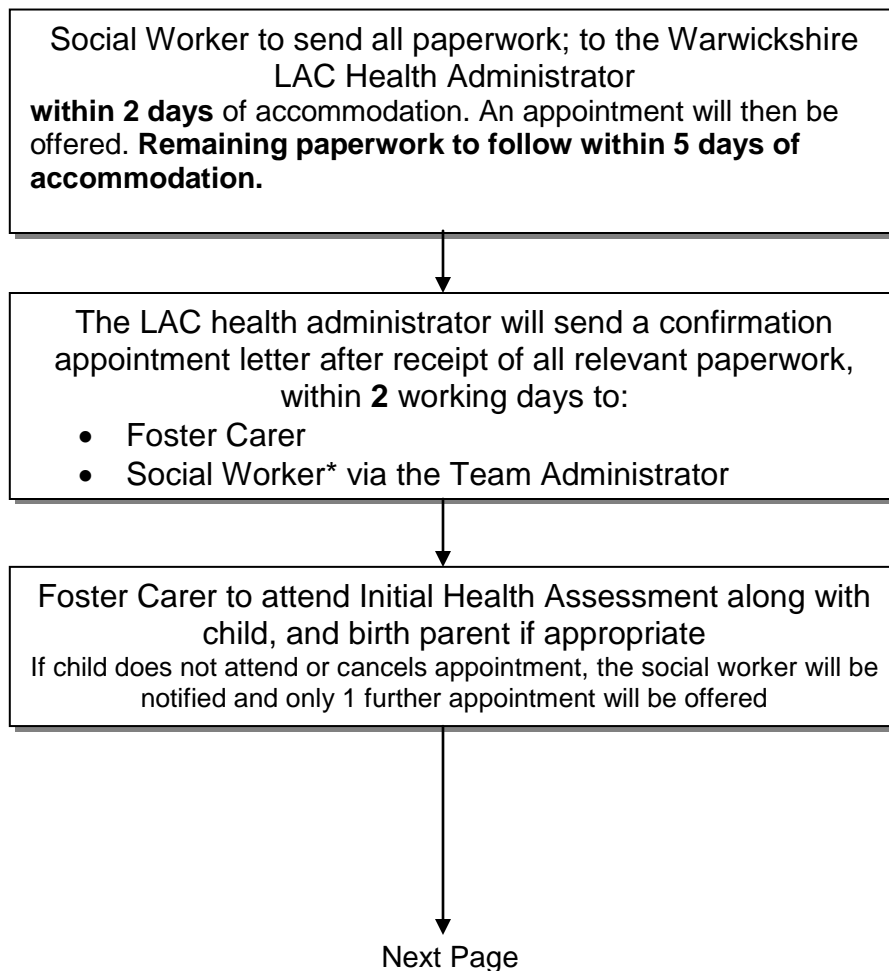 Social Worker to send all paperwork; to the Warwickshire
LAC Health Administrator
within 2 days of accommodation. An appointment will then be
offered. Remaining paperwork to follow within 5 days of
accommodation.
The LAC health administrator will send a confirmation
appointment letter after receipt of all relevant paperwork,
within 2 working days to:
• Foster Carer
• Social Worker* via the Team Administrator
Foster Carer to attend Initial Health Assessment along with
child, and birth parent if appropriate
If child does not attend or cancels appointment, the social worker will be
notified and only 1 further appointment will be offered
Next Page